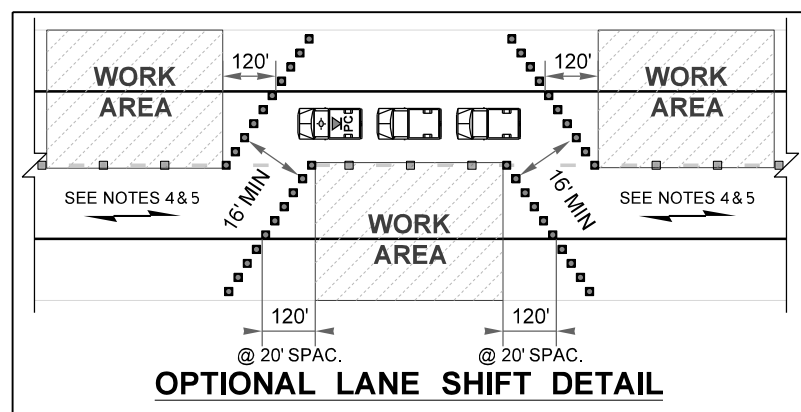 120'
120'
WORK
AREA
PC
WORK
AREA
SEE NOTES 4 & 5
16' MIN
16' MIN
SEE NOTES 4 & 5
WORK
AREA
120'
120'
@ 20' SPAC.
@ 20' SPAC.
OPTIONAL LANE SHIFT DETAIL